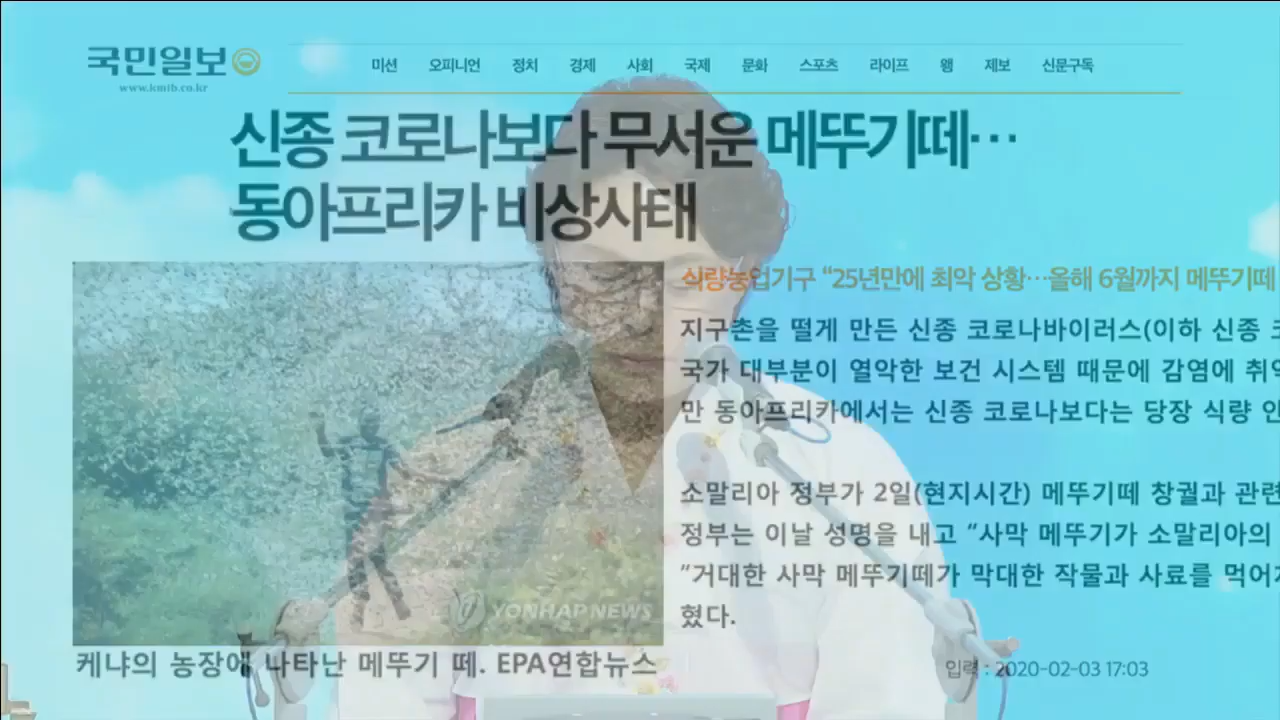 국민일보
www.kmib.co.kr
미션 오피니언 정치 경제 사회 국제 문화 스포츠 라이프 웹 제보 신문구독
신종 코로나보다 무서운 메뚜기떼…
동아프리카 비상사태
식량농업기구 “25년만에 최악 상황…올해 6월까지 메뚜기떼
지구촌을 떨게 만든 신종 코로나바이러스(이하 신종
국가 대부분이 열악한 보건 시스템 때문에 감염에
만 동아프리카에서는 신종 코로나보다는 당장 식량
소말리아 정부가 2일(현지시간) 메뚜기떼 창궐과
정부는 이날 성명을 내고 “사막 메뚜기가 소말리아의
“거대한 사막 메뚜기떼가 막대한 작물과 사료를
혔다.
YONHAP NEWS
케냐의 농장에 나타난 메뚜기 떼. EPA연합뉴스
입력 : 2020-02-03 17:03